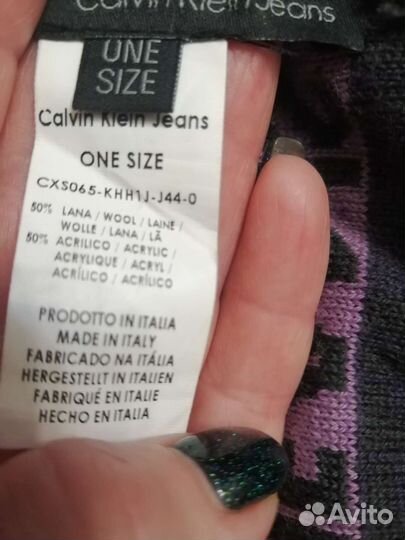 Calvin Klein Jeans
ONE
SIZE
Calvin Klein Jeans
ONE SIZE
CXS065-KHH1J-J44-0
50% LANA / WOOL / LAINE /
WOLLE / LANA / LÃ
50% ACRILICO / ACRYLIC /
ACRYLIQUE / ACRYL /
ACRÍLICO / ACRÍLICO
PRODOTTO IN ITALIA
MADE IN ITALY
FABRICADO NA ITÁLIA
HERGESTELLT IN ITALIEN
FABRIQUÉ EN ITALIE
HECHO EN ITALIA
Avito